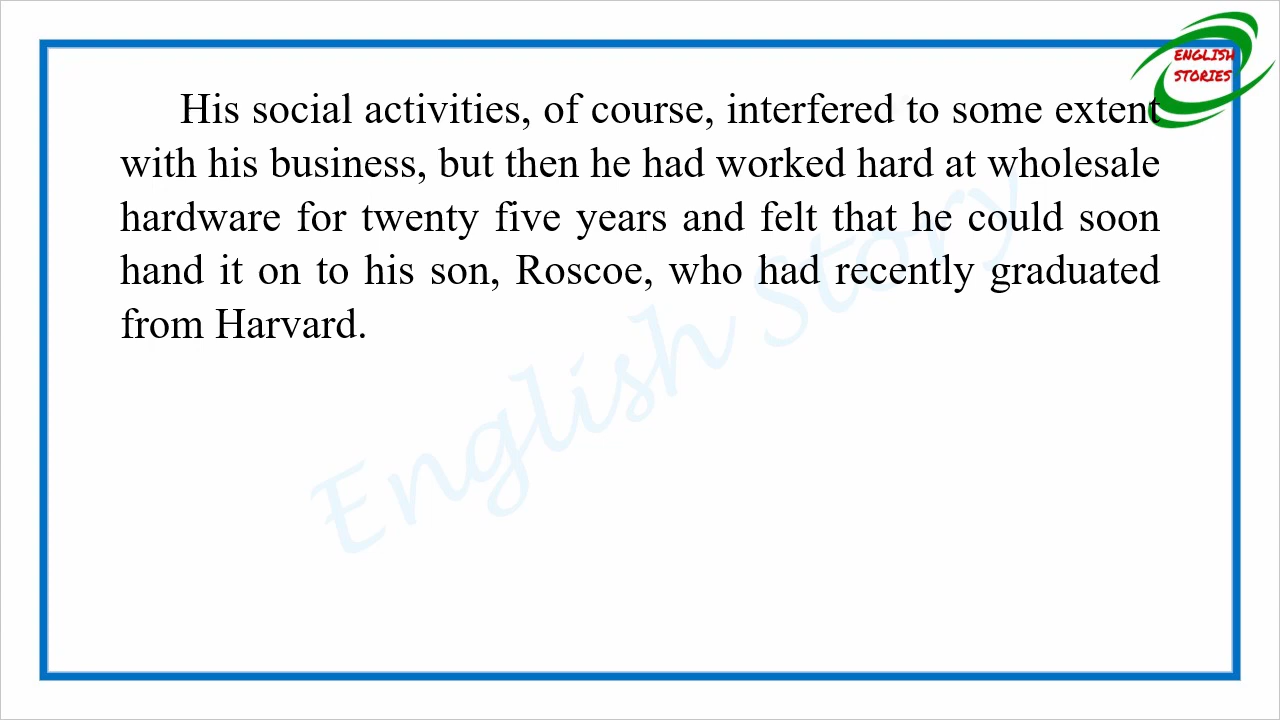 ENGLISH
STORIES
His social activities, of course, interfered to some extent
with his business, but then he had worked hard at wholesale
hardware for twenty five years and felt that he could soon
hand it on to his son, Roscoe, who had recently graduated
from Harvard.
English Story